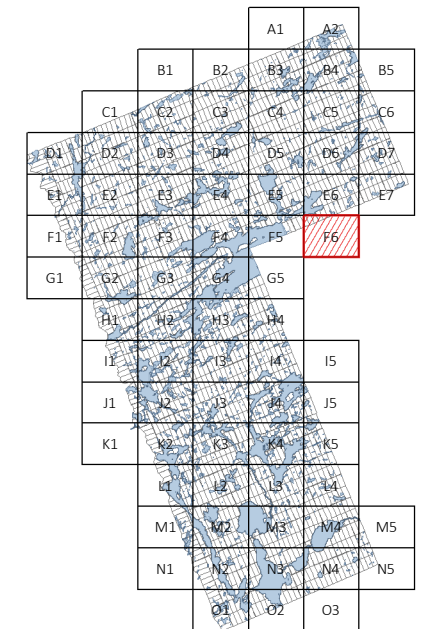 A1 A2
B1 B2 B3 B4 B5
C1 C2 C3 C4 C5 C6
D1 D2 D3 D4 D5 D6 D7
E1 E2 E3 E4 E5 E6 E7
F1 F2 F3 F4 F5 F6
G1 G2 G3 G4 G5
H1 H2 H3 H4
I1 I2 I3 I4 I5
J1 J2 J3 J4 J5
K1 K2 K3 K4 K5
L1 L2 L3 L4
M1 M2 M3 M4 M5
N1 N2 N3 N4 N5
O1 O2 O3